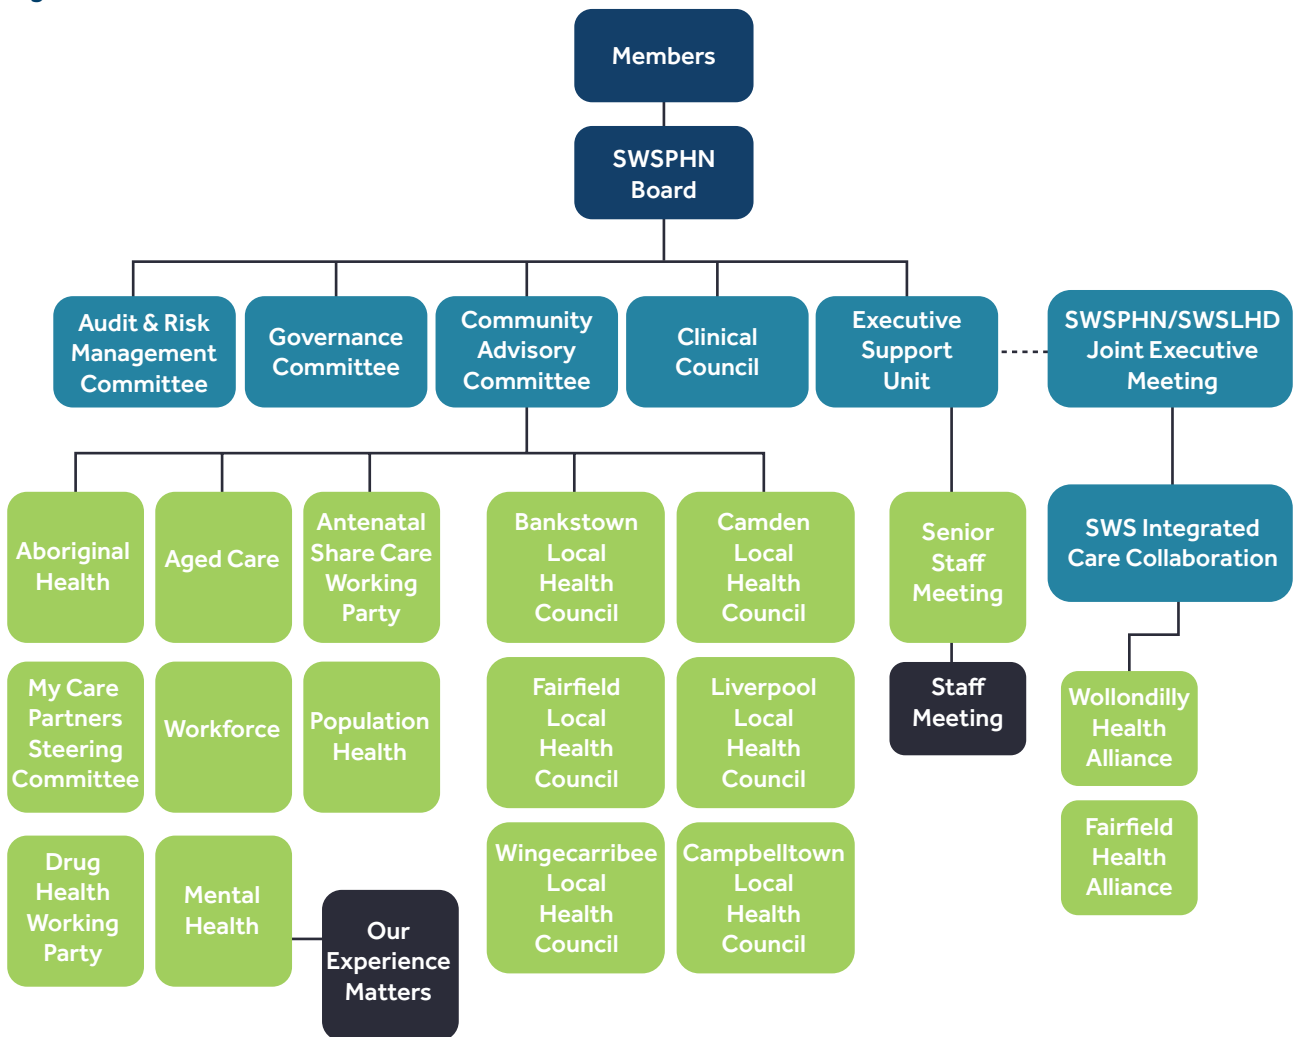 Members
SWSPHN
Board
Audit & Risk
Management
Committee
Governance
Committee
Community
Advisory
Committee
Clinical
Council
Executive
Support
Unit
SWSPHN/SWSLHD
Joint Executive
Meeting
Aboriginal
Health
Aged Care
Antenatal
Share Care
Working
Party
Bankstown
Local
Health
Council
Camden
Local
Health
Council
Senior
Staff
Meeting
SWS Integrated
Care Collaboration
My Care
Partners
Steering
Committee
Workforce
Population
Health
Fairfield
Local
Health
Council
Liverpool
Local
Health
Council
Staff
Meeting
Wollondilly
Health
Alliance
Drug
Health
Working
Party
Mental
Health
Our
Experience
Matters
Wingecarribee
Local
Health
Council
Campbelltown
Local
Health
Council
Fairfield
Health
Alliance